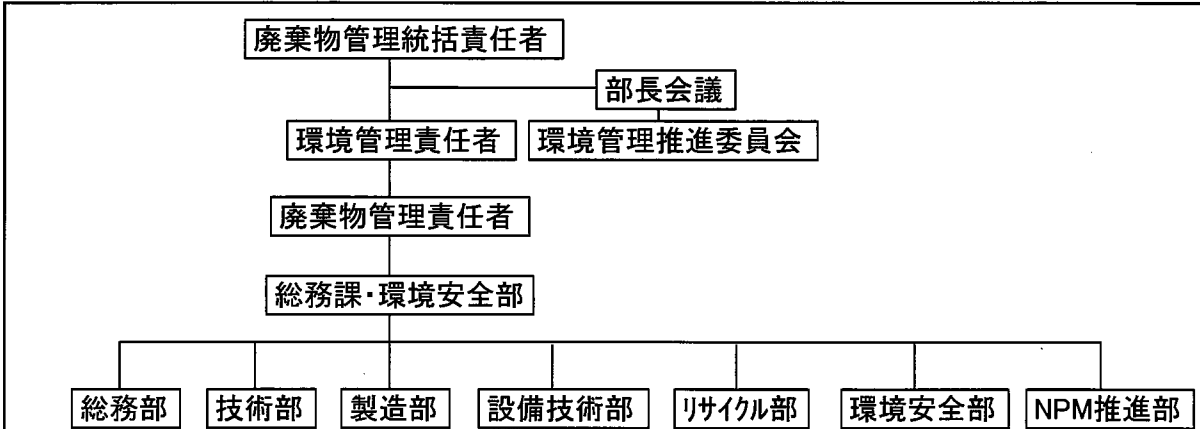 廃棄物管理統括責任者
部長会議
環境管理責任者 環境管理推進委員会
廃棄物管理責任者
総務課・環境安全部
総務部 技術部 製造部 設備技術部 リサイクル部 環境安全部 NPM推進部